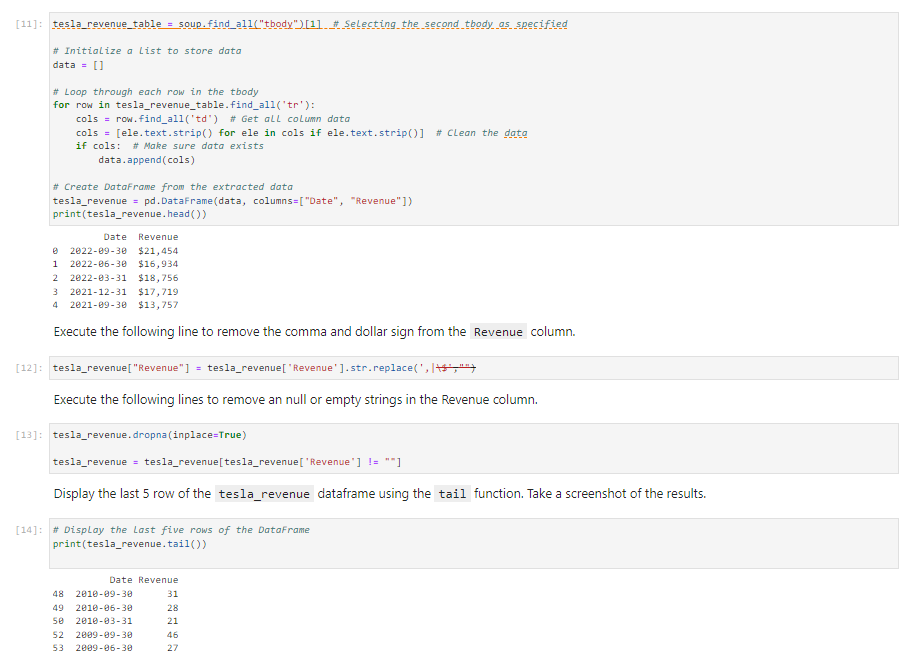 [11]: tesla_revenue_table = soup.find_all("tbody")[1]  # Selecting the second tbody as specified
# Initialize a list to store data
data = []
# Loop through each row in the tbody
for row in tesla_revenue_table.find_all('tr'):
    cols = row.find_all('td')  # Get all column data
    cols = [ele.text.strip() for ele in cols if ele.text.strip()]  # Clean the data
    if cols:  # Make sure data exists
        data.append(cols)
# Create DataFrame from the extracted data
tesla_revenue = pd.DataFrame(data, columns=["Date", "Revenue"])
print(tesla_revenue.head())
Date Revenue
0 2022-09-30 $21,454
1 2022-06-30 $16,934
2 2022-03-31 $18,756
3 2021-12-31 $17,719
4 2021-09-30 $13,757
Execute the following line to remove the comma and dollar sign from the Revenue column.
[12]: tesla_revenue["Revenue"] = tesla_revenue['Revenue'].str.replace(',|\$',"")
Execute the following lines to remove an null or empty strings in the Revenue column.
[13]: tesla_revenue.dropna(inplace=True)
tesla_revenue = tesla_revenue[tesla_revenue['Revenue'] != ""]
Display the last 5 row of the tesla_revenue dataframe using the tail function. Take a screenshot of the results.
[14]: # Display the last five rows of the DataFrame
print(tesla_revenue.tail())
Date Revenue
48 2010-09-30 31
49 2010-06-30 28
50 2010-03-31 21
52 2009-09-30 46
53 2009-06-30 27